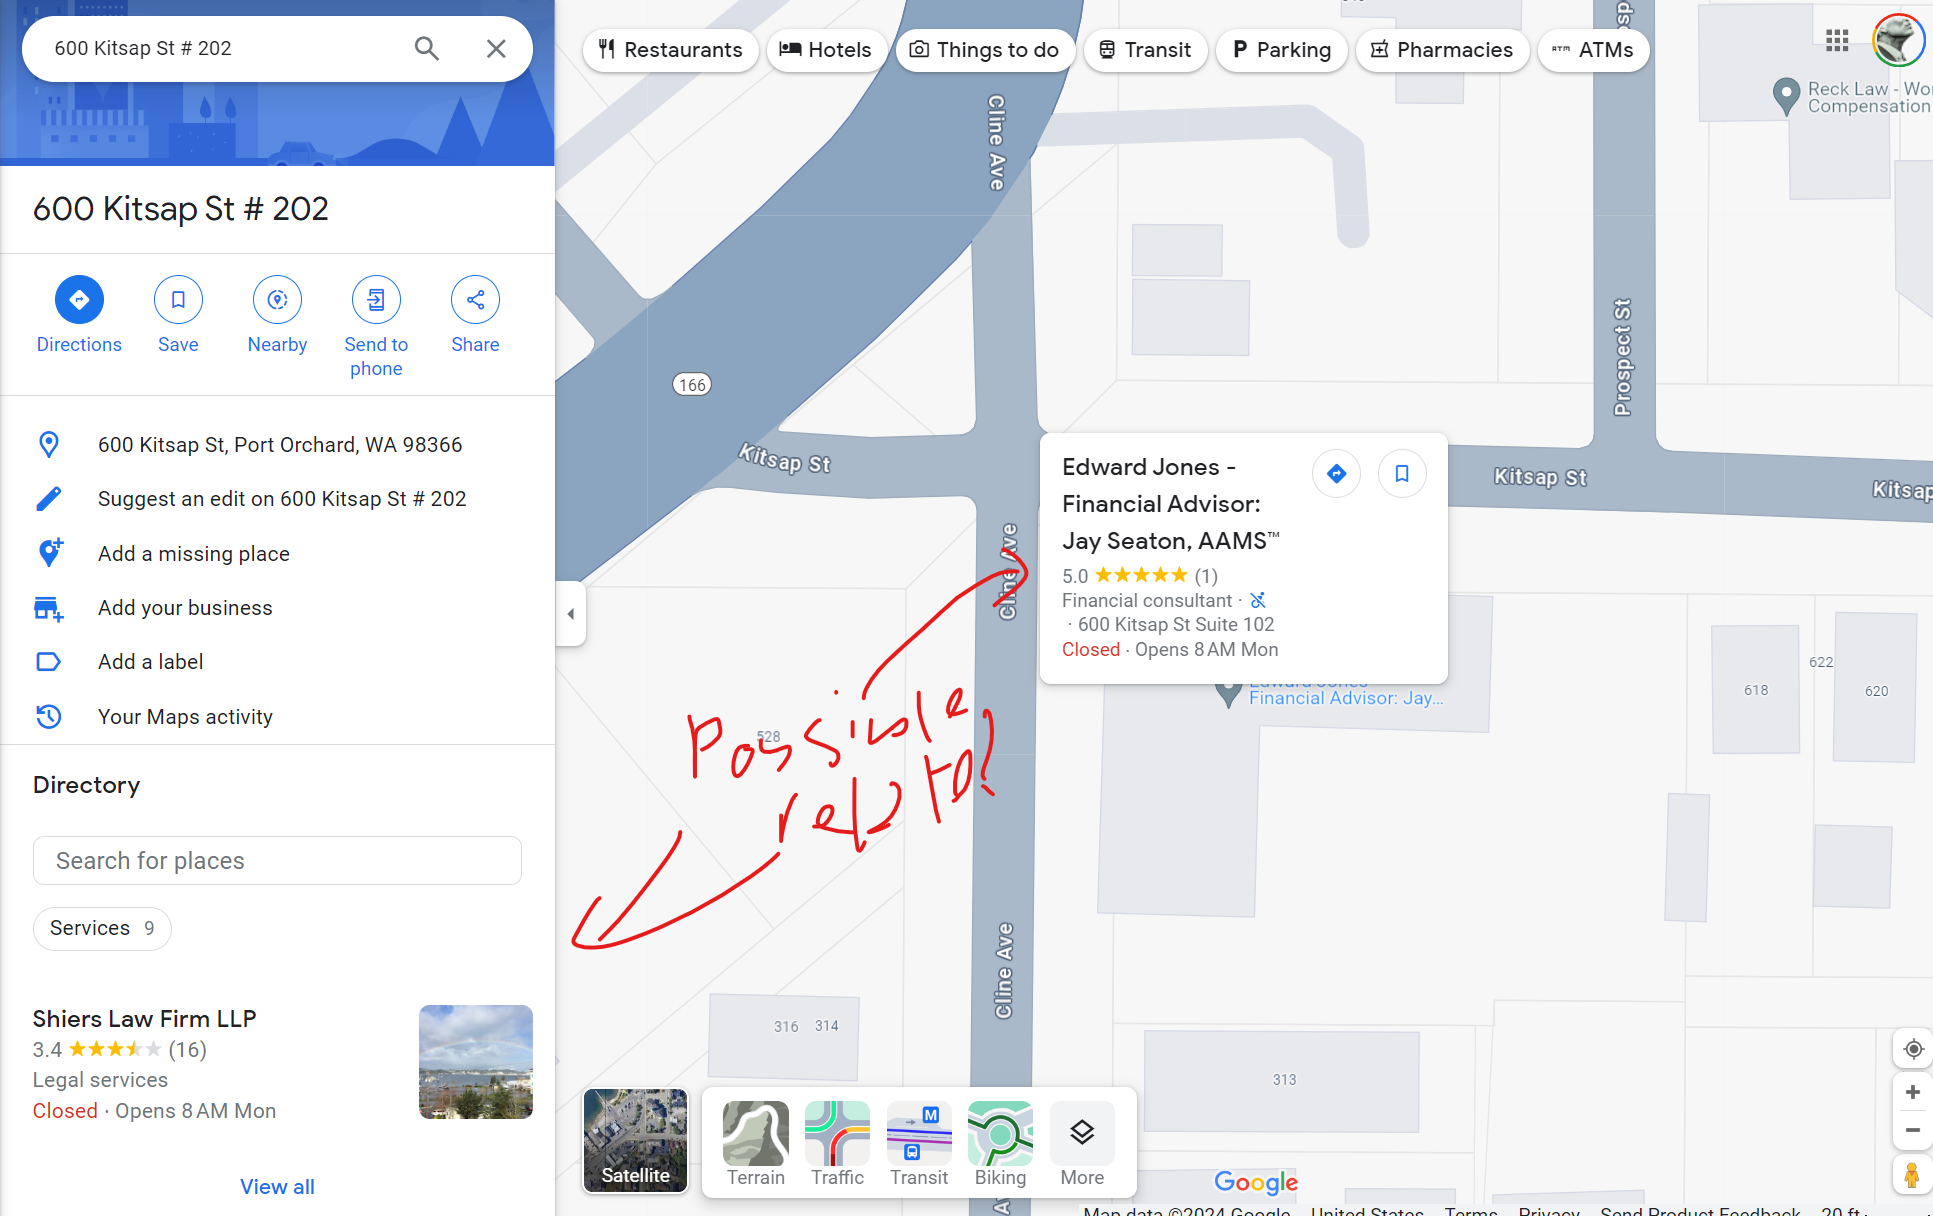 600 Kitsap St # 202
Restaurants
Hotels
Things to do
Transit
Parking
Pharmacies
ATM ATMs
600 Kitsap St # 202
Directions
Save
Nearby
Send to
phone
Share
600 Kitsap St, Port Orchard, WA 98366
Suggest an edit on 600 Kitsap St # 202
Add a missing place
Add your business
Add a label
Your Maps activity
Directory
Search for places
Services 9
Shiers Law Firm LLP
3.4 (16)
Legal services
Closed · Opens 8 AM Mon
View all
Cline Ave
Reck Law - Wor
Compensation
Prospect St
166
Kitsap St
Kitsap St
Kitsap
Edward Jones -
Financial Advisor:
Jay Seaton, AAMS™
5.0 (1)
Financial consultant ·
· 600 Kitsap St Suite 102
Closed · Opens 8 AM Mon
Cline Ave
Edward Jones
Financial Advisor: Jay...
528
Possible
relato?
618
622
620
Cline Ave
316
314
313
Satellite
Terrain
Traffic
M
Transit
Biking
More
Google
Map data ©2024 Google
United States
Terms
Privacy
Send Product Feedback
20 ft